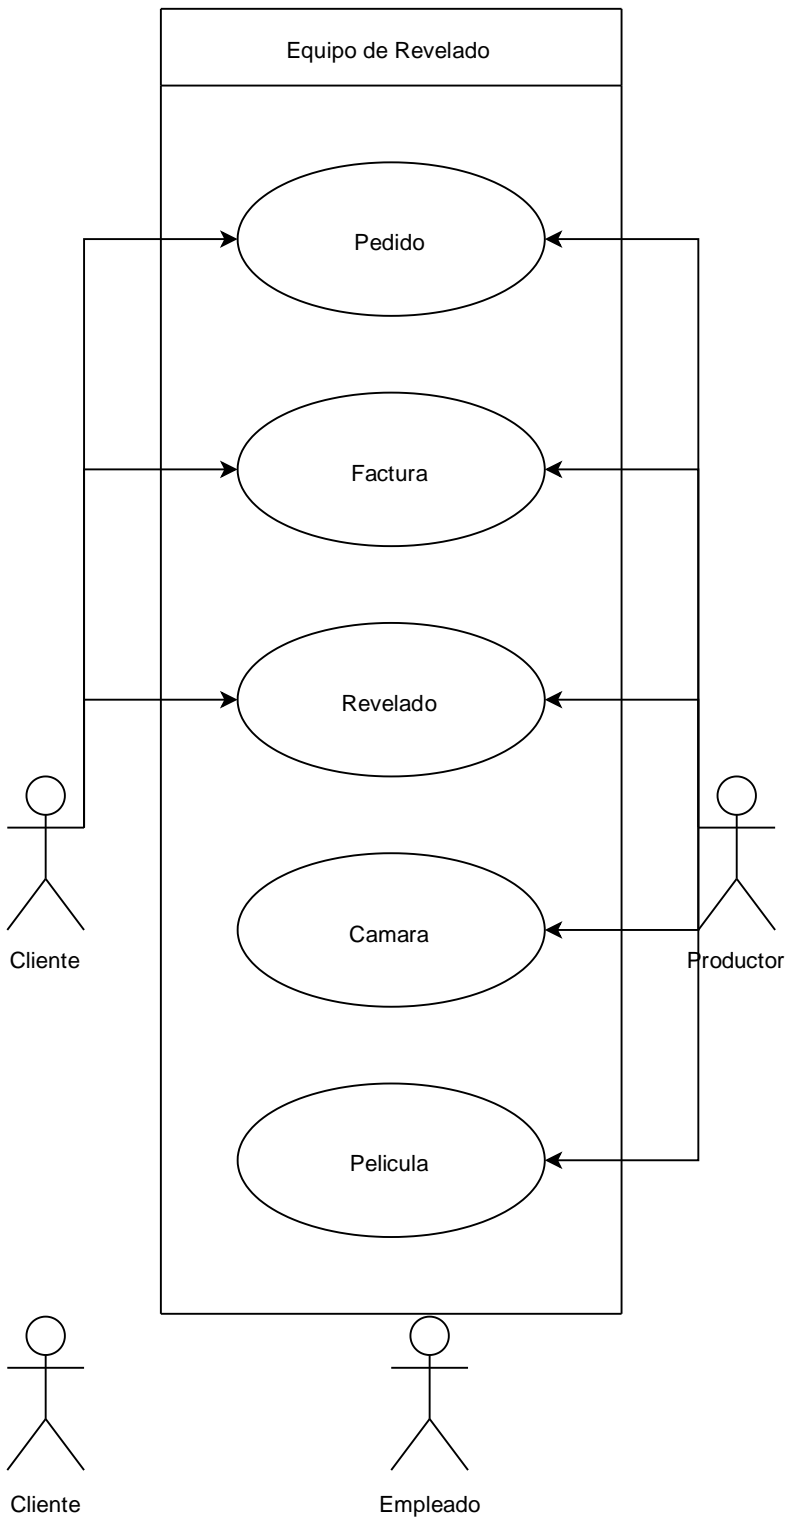 Equipo de Revelado
Pedido
Factura
Revelado
Camara
Cliente
Productor
Pelicula
Cliente
Empleado